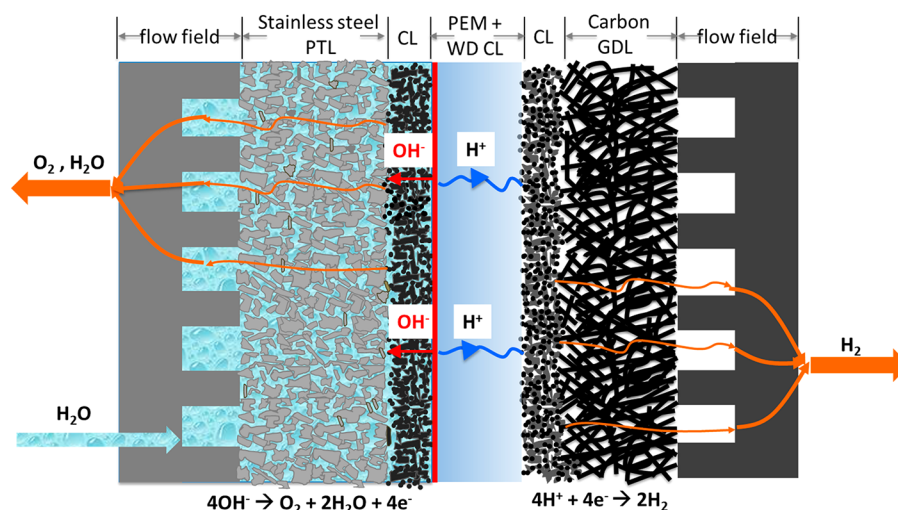 Stainless steel PEM + Carbon
flow field PTL CL WD CL CL GDL flow field
OH⁻ H⁺
O₂ , H₂O
OH⁻ H⁺
H₂
H₂O
4OH⁻ → O₂ + 2H₂O + 4e⁻ 4H⁺ + 4e⁻ → 2H₂